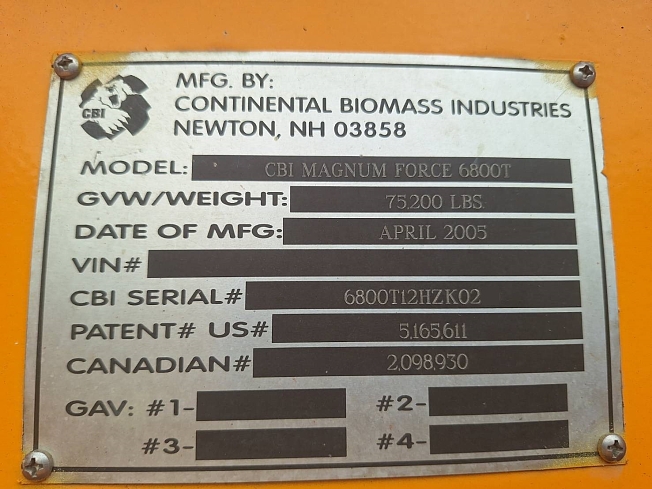 CBI
MFG. BY:
CONTINENTAL BIOMASS INDUSTRIES
NEWTON, NH 03858
MODEL: CBI MAGNUM FORCE 6800T
GVW/WEIGHT: 75,200 LBS.
DATE OF MFG: APRIL 2005
VIN#
CBI SERIAL# 6800T12HZK02
PATENT# US# 5,165,611
CANADIAN# 2,098,930
GAV: #1- #2-
#3- #4-